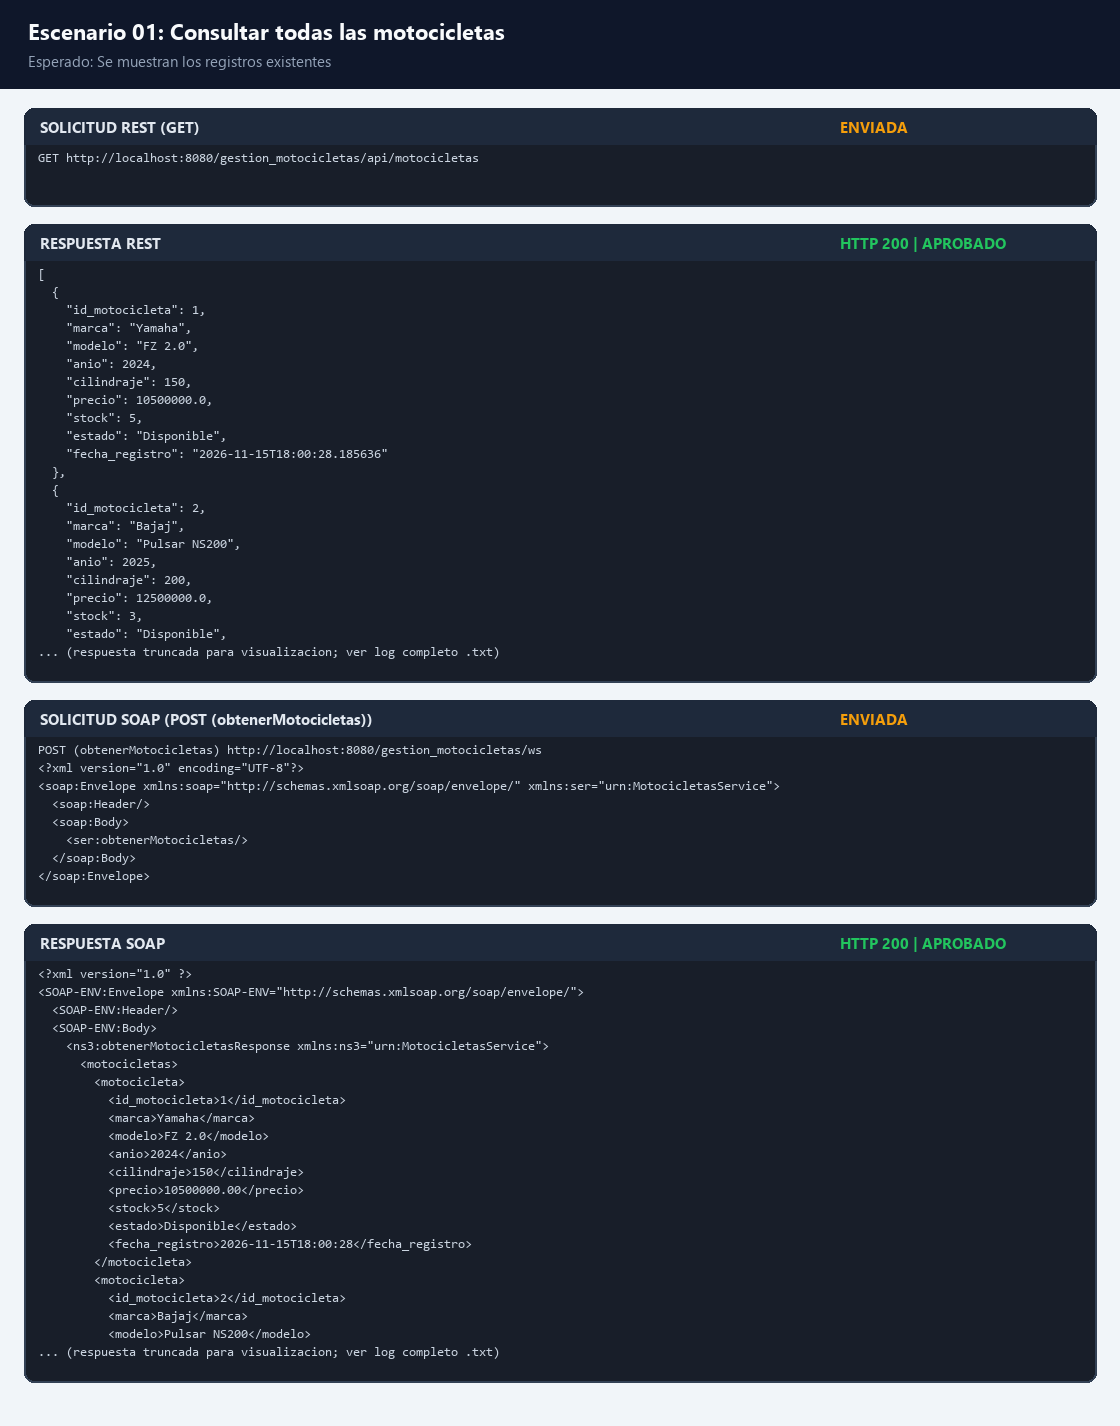 Escenario 01: Consultar todas las motocicletas
Esperado: Se muestran los registros existentes
SOLICITUD REST (GET)
ENVIADA
GET http://localhost:8080/gestion_motocicletas/api/motocicletas
RESPUESTA REST
HTTP 200 | APROBADO
[
  {
    "id_motocicleta": 1,
    "marca": "Yamaha",
    "modelo": "FZ 2.0",
    "anio": 2024,
    "cilindraje": 150,
    "precio": 10500000.0,
    "stock": 5,
    "estado": "Disponible",
    "fecha_registro": "2026-11-15T18:00:28.185636"
  },
  {
    "id_motocicleta": 2,
    "marca": "Bajaj",
    "modelo": "Pulsar NS200",
    "anio": 2025,
    "cilindraje": 200,
    "precio": 12500000.0,
    "stock": 3,
    "estado": "Disponible",
... (respuesta truncada para visualizacion; ver log completo .txt)
SOLICITUD SOAP (POST (obtenerMotocicletas))
ENVIADA
POST (obtenerMotocicletas) http://localhost:8080/gestion_motocicletas/ws
<?xml version="1.0" encoding="UTF-8"?>
<soap:Envelope xmlns:soap="http://schemas.xmlsoap.org/soap/envelope/" xmlns:ser="urn:MotocicletasService">
  <soap:Header/>
  <soap:Body>
    <ser:obtenerMotocicletas/>
  </soap:Body>
</soap:Envelope>
RESPUESTA SOAP
HTTP 200 | APROBADO
<?xml version="1.0" ?>
<SOAP-ENV:Envelope xmlns:SOAP-ENV="http://schemas.xmlsoap.org/soap/envelope/">
  <SOAP-ENV:Header/>
  <SOAP-ENV:Body>
    <ns3:obtenerMotocicletasResponse xmlns:ns3="urn:MotocicletasService">
      <motocicletas>
        <motocicleta>
          <id_motocicleta>1</id_motocicleta>
          <marca>Yamaha</marca>
          <modelo>FZ 2.0</modelo>
          <anio>2024</anio>
          <cilindraje>150</cilindraje>
          <precio>10500000.00</precio>
          <stock>5</stock>
          <estado>Disponible</estado>
          <fecha_registro>2026-11-15T18:00:28</fecha_registro>
        </motocicleta>
        <motocicleta>
          <id_motocicleta>2</id_motocicleta>
          <marca>Bajaj</marca>
          <modelo>Pulsar NS200</modelo>
... (respuesta truncada para visualizacion; ver log completo .txt)